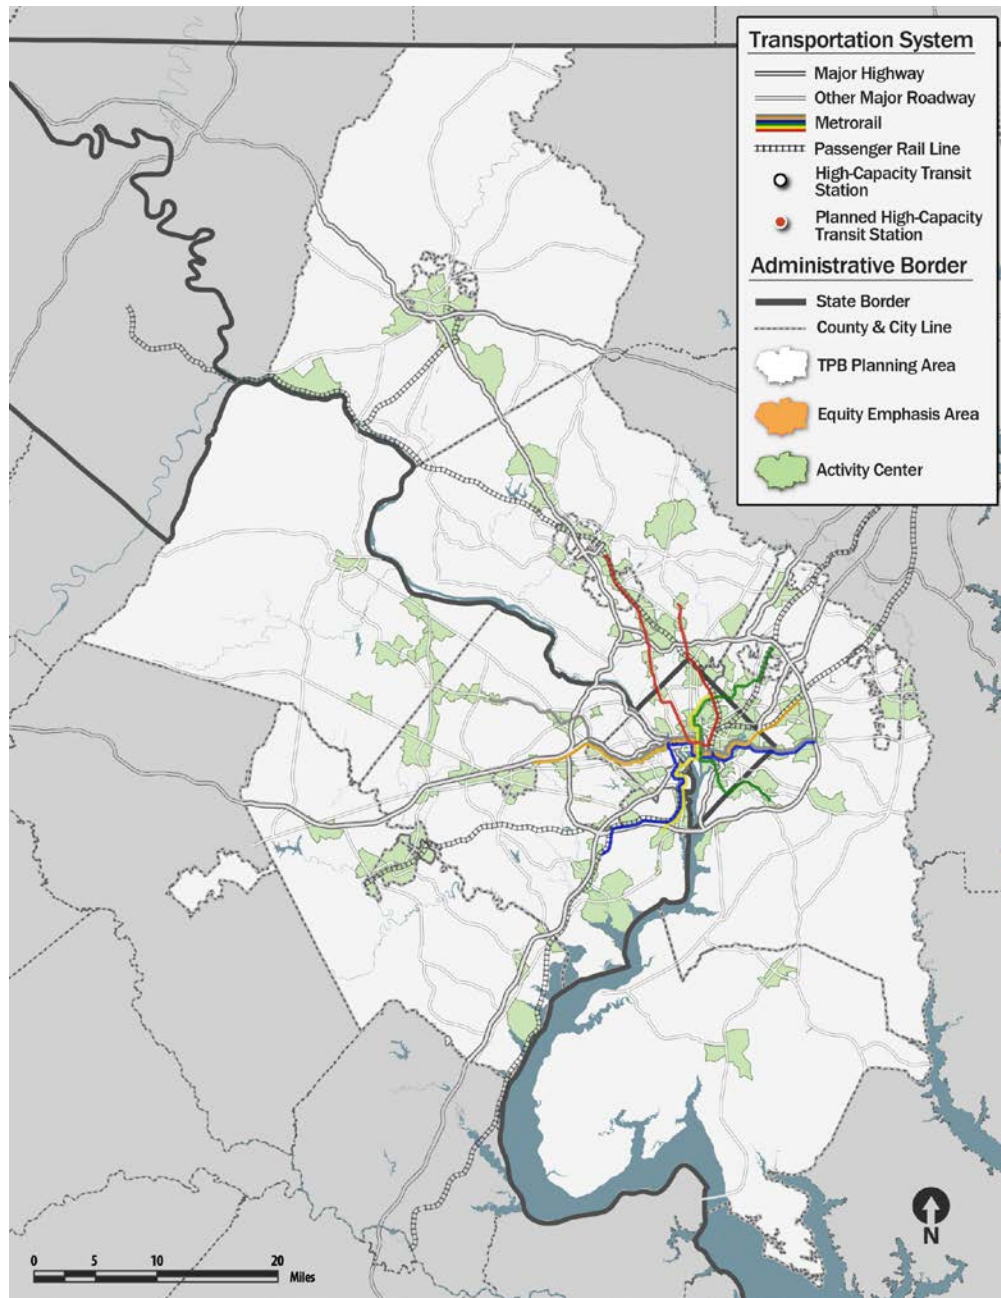 Transportation System
Major Highway
Other Major Roadway
Metrorail
Passenger Rail Line
High-Capacity Transit
Station
Planned High-Capacity
Transit Station
Administrative Border
State Border
County & City Line
TPB Planning Area
Equity Emphasis Area
Activity Center
N
0 5 10 20
Miles